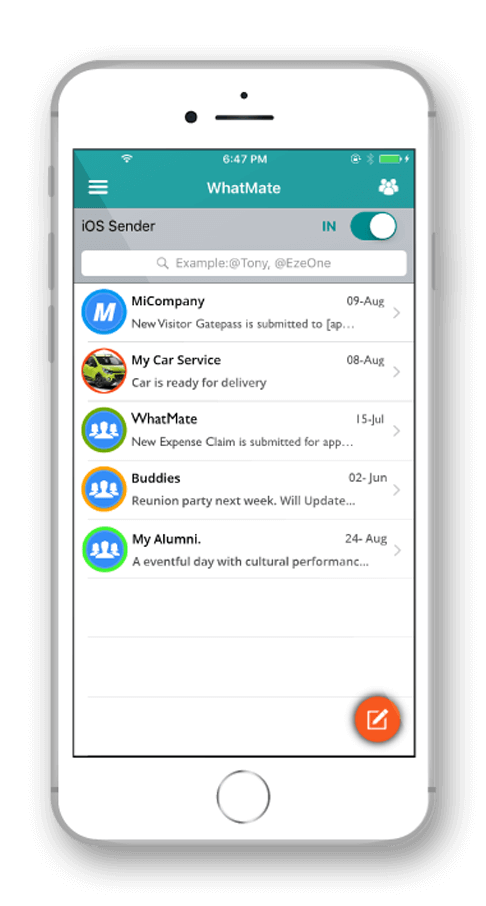 6:47 PM
WhatMate
iOS Sender IN
Example:@Tony, @EzeOne
M
MiCompany 09-Aug
New Visitor Gatepass is submitted to [ap...
My Car Service 08-Aug
Car is ready for delivery
WhatMate 15-Jul
New Expense Claim is submitted for app...
Buddies 02- Jun
Reunion party next week. Will Update...
My Alumni. 24- Aug
A eventful day with cultural performanc...